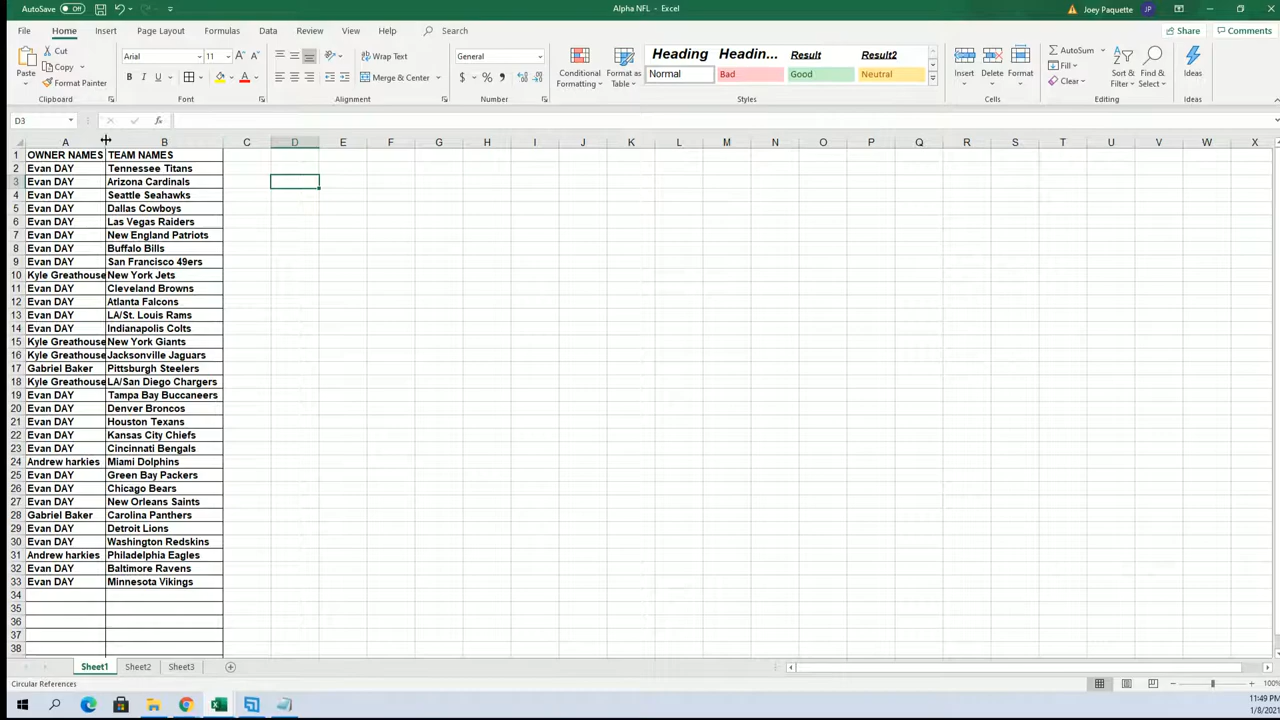 AutoSave Off Alpha NFL - Excel Joey Paquette JP
File Home Insert Page Layout Formulas Data Review View Help Search Share Comments
Paste Cut Copy Format Painter Clipboard
Arial 11 A A B I U A Font
Wrap Text Merge & Center Alignment
General $ % , Number
Conditional Formatting Format as Table
Heading Headin... Result Result2
Normal Bad Good Neutral
Styles
Insert Delete Format Cells
AutoSum Fill Clear Sort & Filter Find & Select Editing
Ideas Ideas
D3 fx
A B C D E F G H I J K L M N O P Q R S T U V W X
1 OWNER NAMES TEAM NAMES
2 Evan DAY Tennessee Titans
3 Evan DAY Arizona Cardinals
4 Evan DAY Seattle Seahawks
5 Evan DAY Dallas Cowboys
6 Evan DAY Las Vegas Raiders
7 Evan DAY New England Patriots
8 Evan DAY Buffalo Bills
9 Evan DAY San Francisco 49ers
10 Kyle Greathouse New York Jets
11 Evan DAY Cleveland Browns
12 Evan DAY Atlanta Falcons
13 Evan DAY LA/St. Louis Rams
14 Evan DAY Indianapolis Colts
15 Kyle Greathouse New York Giants
16 Kyle Greathouse Jacksonville Jaguars
17 Gabriel Baker Pittsburgh Steelers
18 Kyle Greathouse LA/San Diego Chargers
19 Evan DAY Tampa Bay Buccaneers
20 Evan DAY Denver Broncos
21 Evan DAY Houston Texans
22 Evan DAY Kansas City Chiefs
23 Evan DAY Cincinnati Bengals
24 Andrew harkies Miami Dolphins
25 Evan DAY Green Bay Packers
26 Evan DAY Chicago Bears
27 Evan DAY New Orleans Saints
28 Gabriel Baker Carolina Panthers
29 Evan DAY Detroit Lions
30 Evan DAY Washington Redskins
31 Andrew harkies Philadelphia Eagles
32 Evan DAY Baltimore Ravens
33 Evan DAY Minnesota Vikings
34
35
36
37
38
Sheet1 Sheet2 Sheet3
Circular References 100%
11:49 PM
1/8/2021